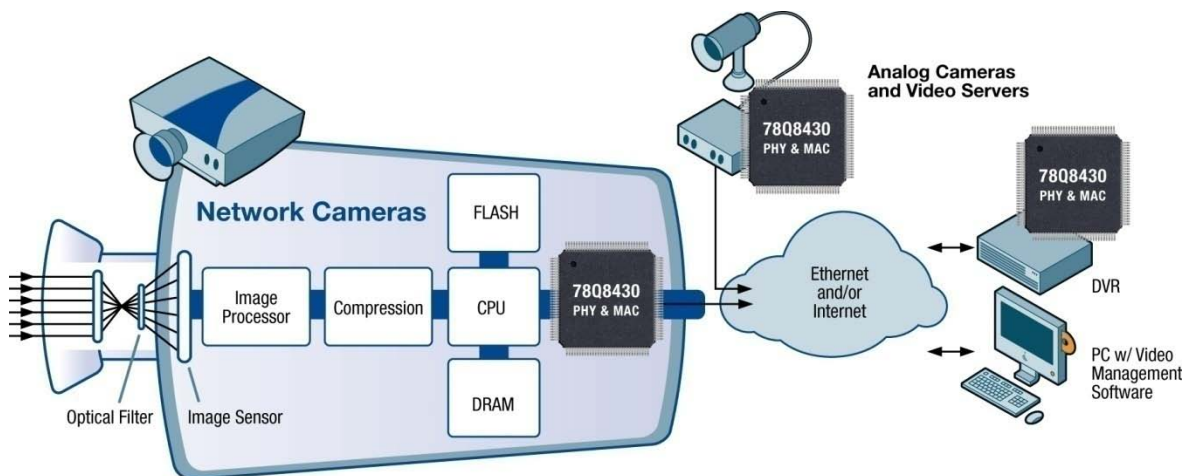 Analog Cameras
and Video Servers
78Q8430
PHY & MAC
78Q8430
PHY & MAC
DVR
Network Cameras
FLASH
Image
Processor
Compression
CPU
78Q8430
PHY & MAC
DRAM
Ethernet
and/or
Internet
PC w/ Video
Management
Software
Optical Filter
Image Sensor